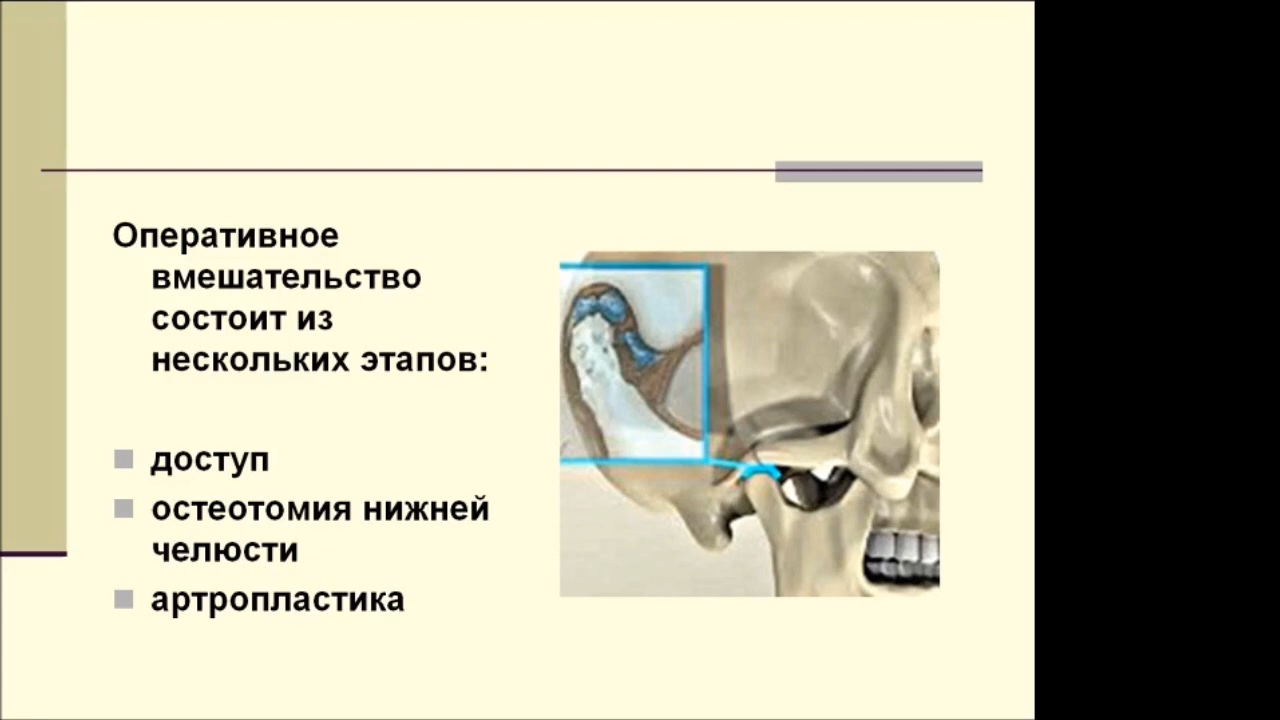 Оперативное
вмешательство
состоит из
нескольких этапов:
доступ
остеотомия нижней
челюсти
артропластика